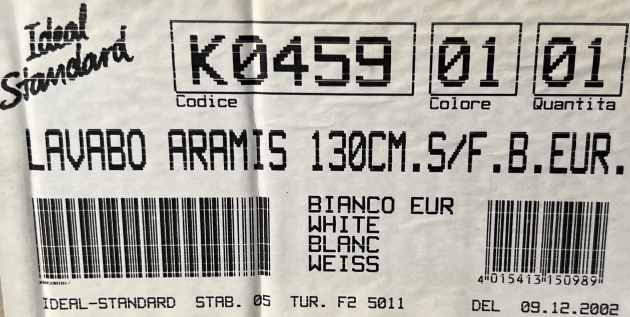 Ideal
Standard
K0459 01 01
Codice Colore Quantita
LAVABO ARAMIS 130CM.S/F.B.EUR.
BIANCO EUR
WHITE
BLANC
WEISS
4 015413 150989
IDEAL-STANDARD STAB. 05 TUR. F2 5011 DEL 09.12.2002